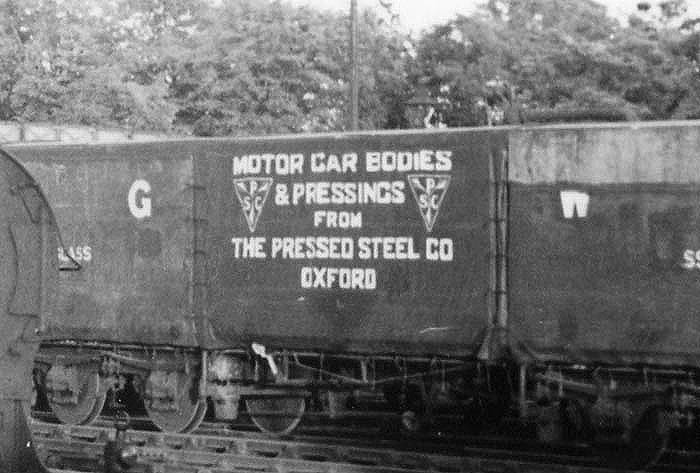 MOTOR CAR BODIES
& PRESSINGS
FROM
THE PRESSED STEEL CO
OXFORD
PSC
PSC
G W